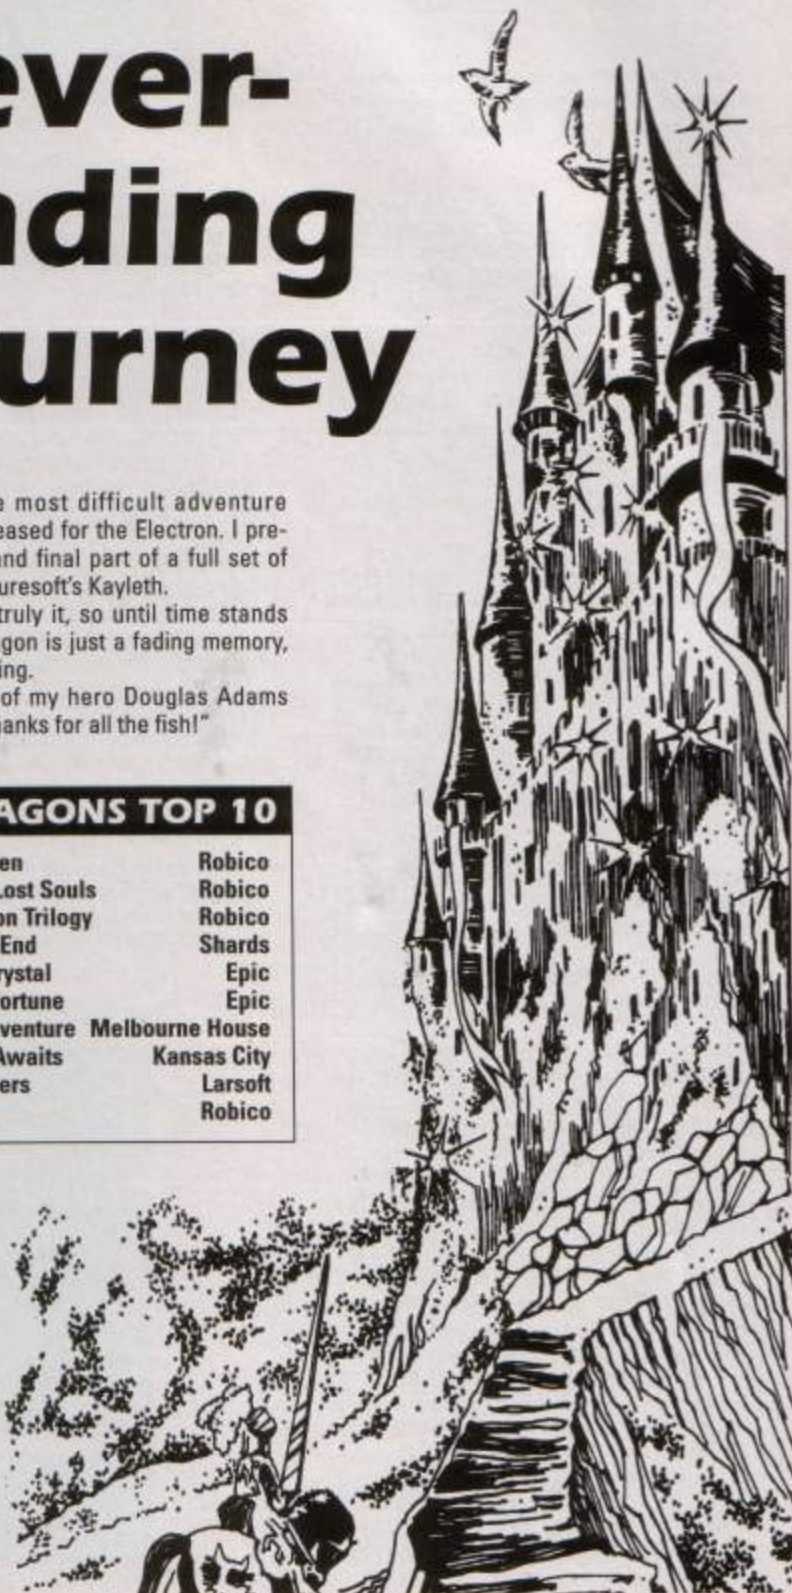 ever-
nding
urney
e most difficult adventure
eased for the Electron. I pre-
and final part of a full set of
uresoft's Kayleth.
truly it, so until time stands
gon is just a fading memory,
ing.
of my hero Douglas Adams
hanks for all the fish!"
AGONS TOP 10
en Robico
Lost Souls Robico
on Trilogy Robico
End Shards
rystal Epic
ortune Epic
venture Melbourne House
Awaits Kansas City
ers Larsoft
Robico